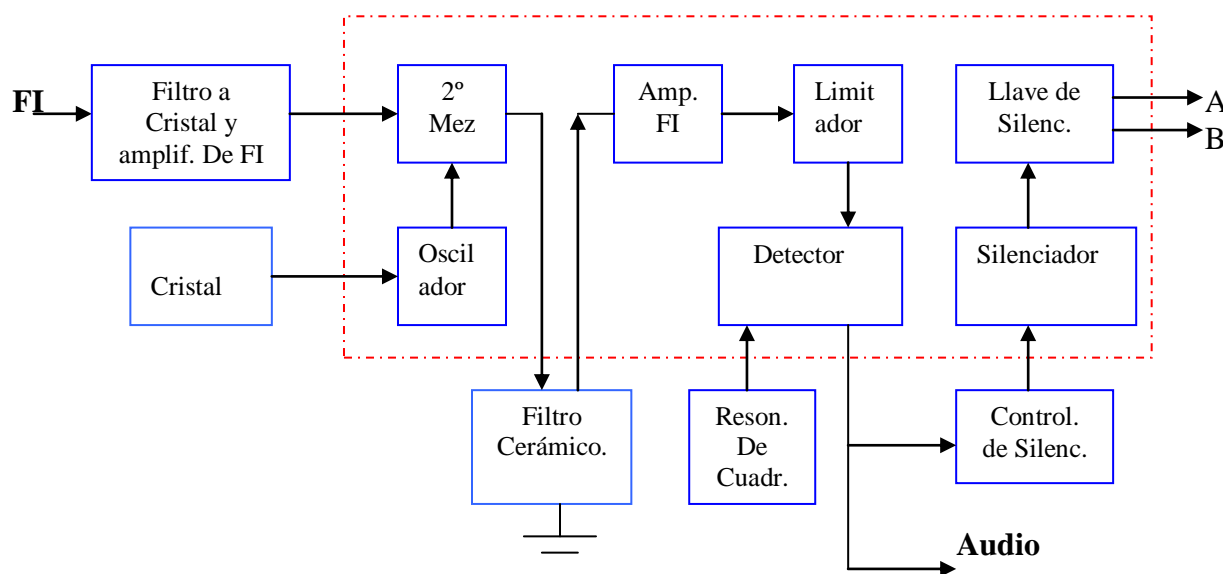 FI
Filtro a
Cristal y
amplif. De FI
2º
Mez
Amp.
FI
Limit
ador
Llave de
Silenc.
A
B
Cristal
Oscil
ador
Detector
Silenciador
Filtro
Cerámico.
Reson.
De
Cuadr.
Control.
de Silenc.
Audio